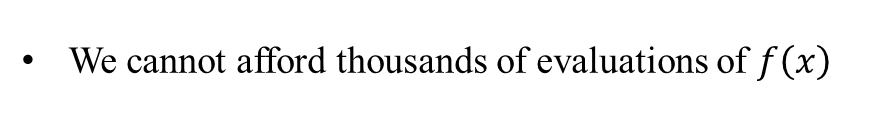 • We cannot afford thousands of evaluations of 𝑓(𝑥)